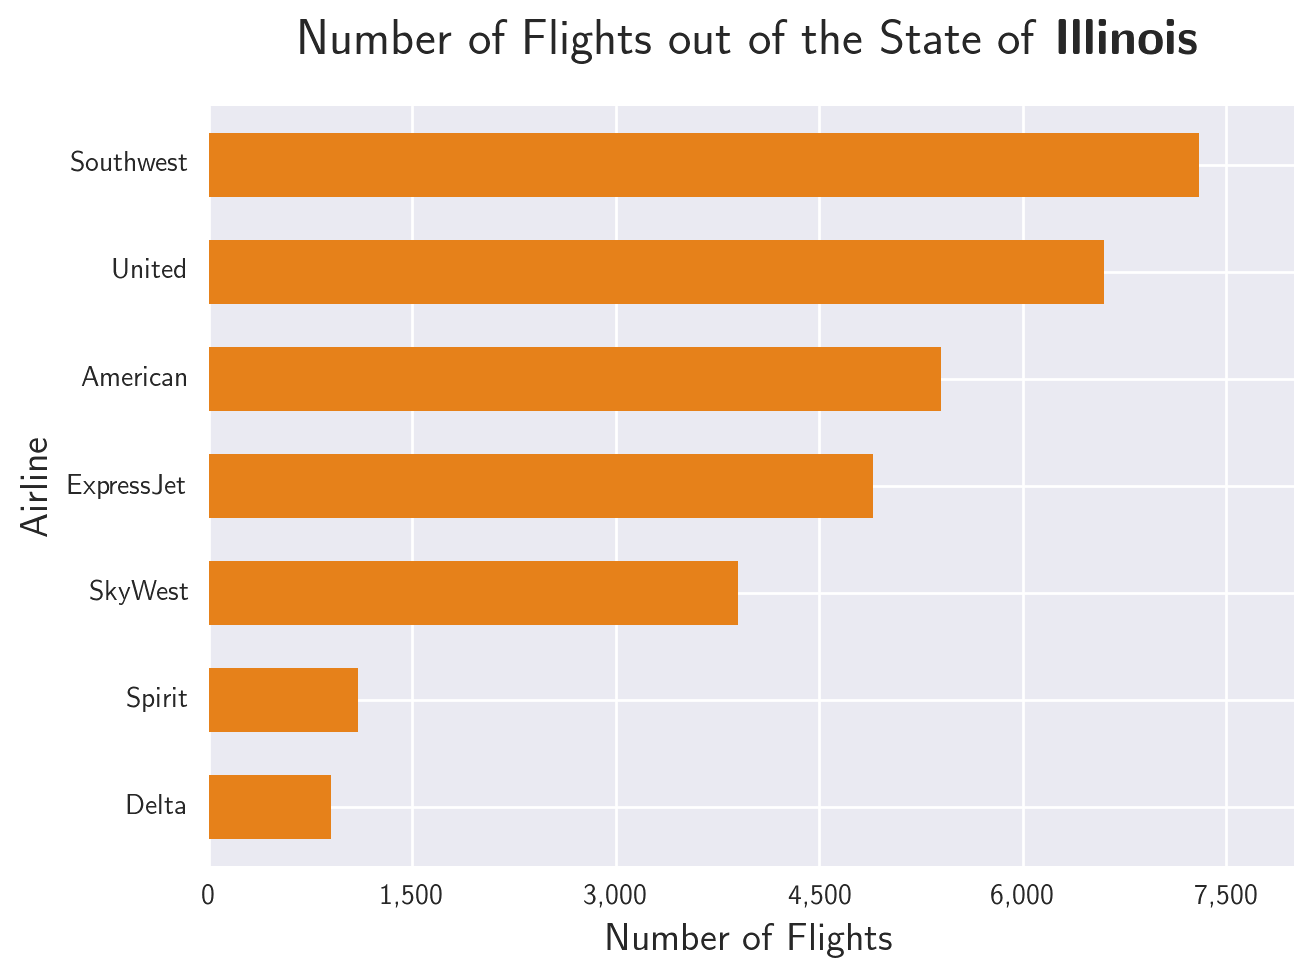 Number of Flights out of the State of Illinois
Southwest
United
American
ExpressJet
SkyWest
Spirit
Delta
Airline
0 1,500 3,000 4,500 6,000 7,500
Number of Flights